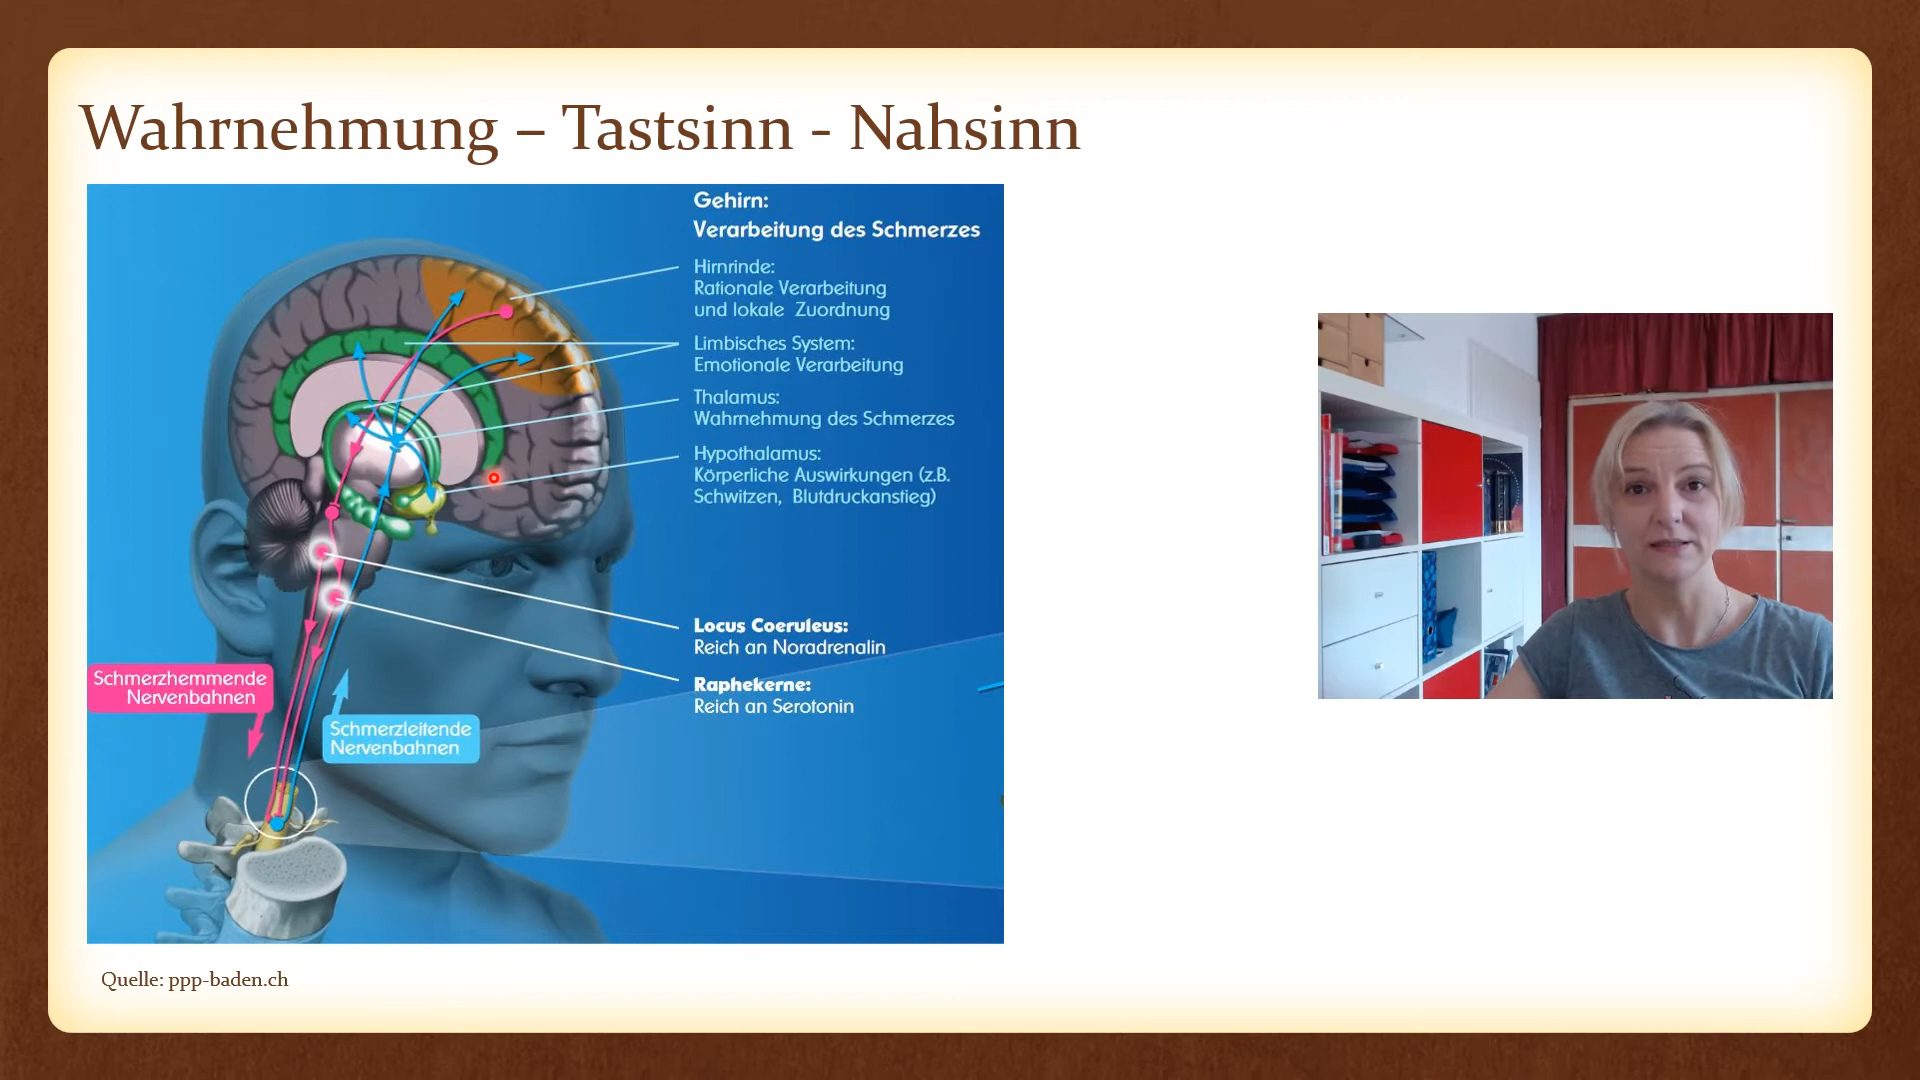 Wahrnehmung – Tastsinn - Nahsinn
Gehirn:
Verarbeitung des Schmerzes
Hirnrinde:
Rationale Verarbeitung
und lokale Zuordnung
Limbisches System:
Emotionale Verarbeitung
Thalamus:
Wahrnehmung des Schmerzes
Hypothalamus:
Körperliche Auswirkungen (z.B.
Schwitzen, Blutdruckanstieg)
Locus Coeruleus:
Reich an Noradrenalin
Raphekerne:
Reich an Serotonin
Schmerzhemmende
Nervenbahnen
Schmerzleitende
Nervenbahnen
Quelle: ppp-baden.ch